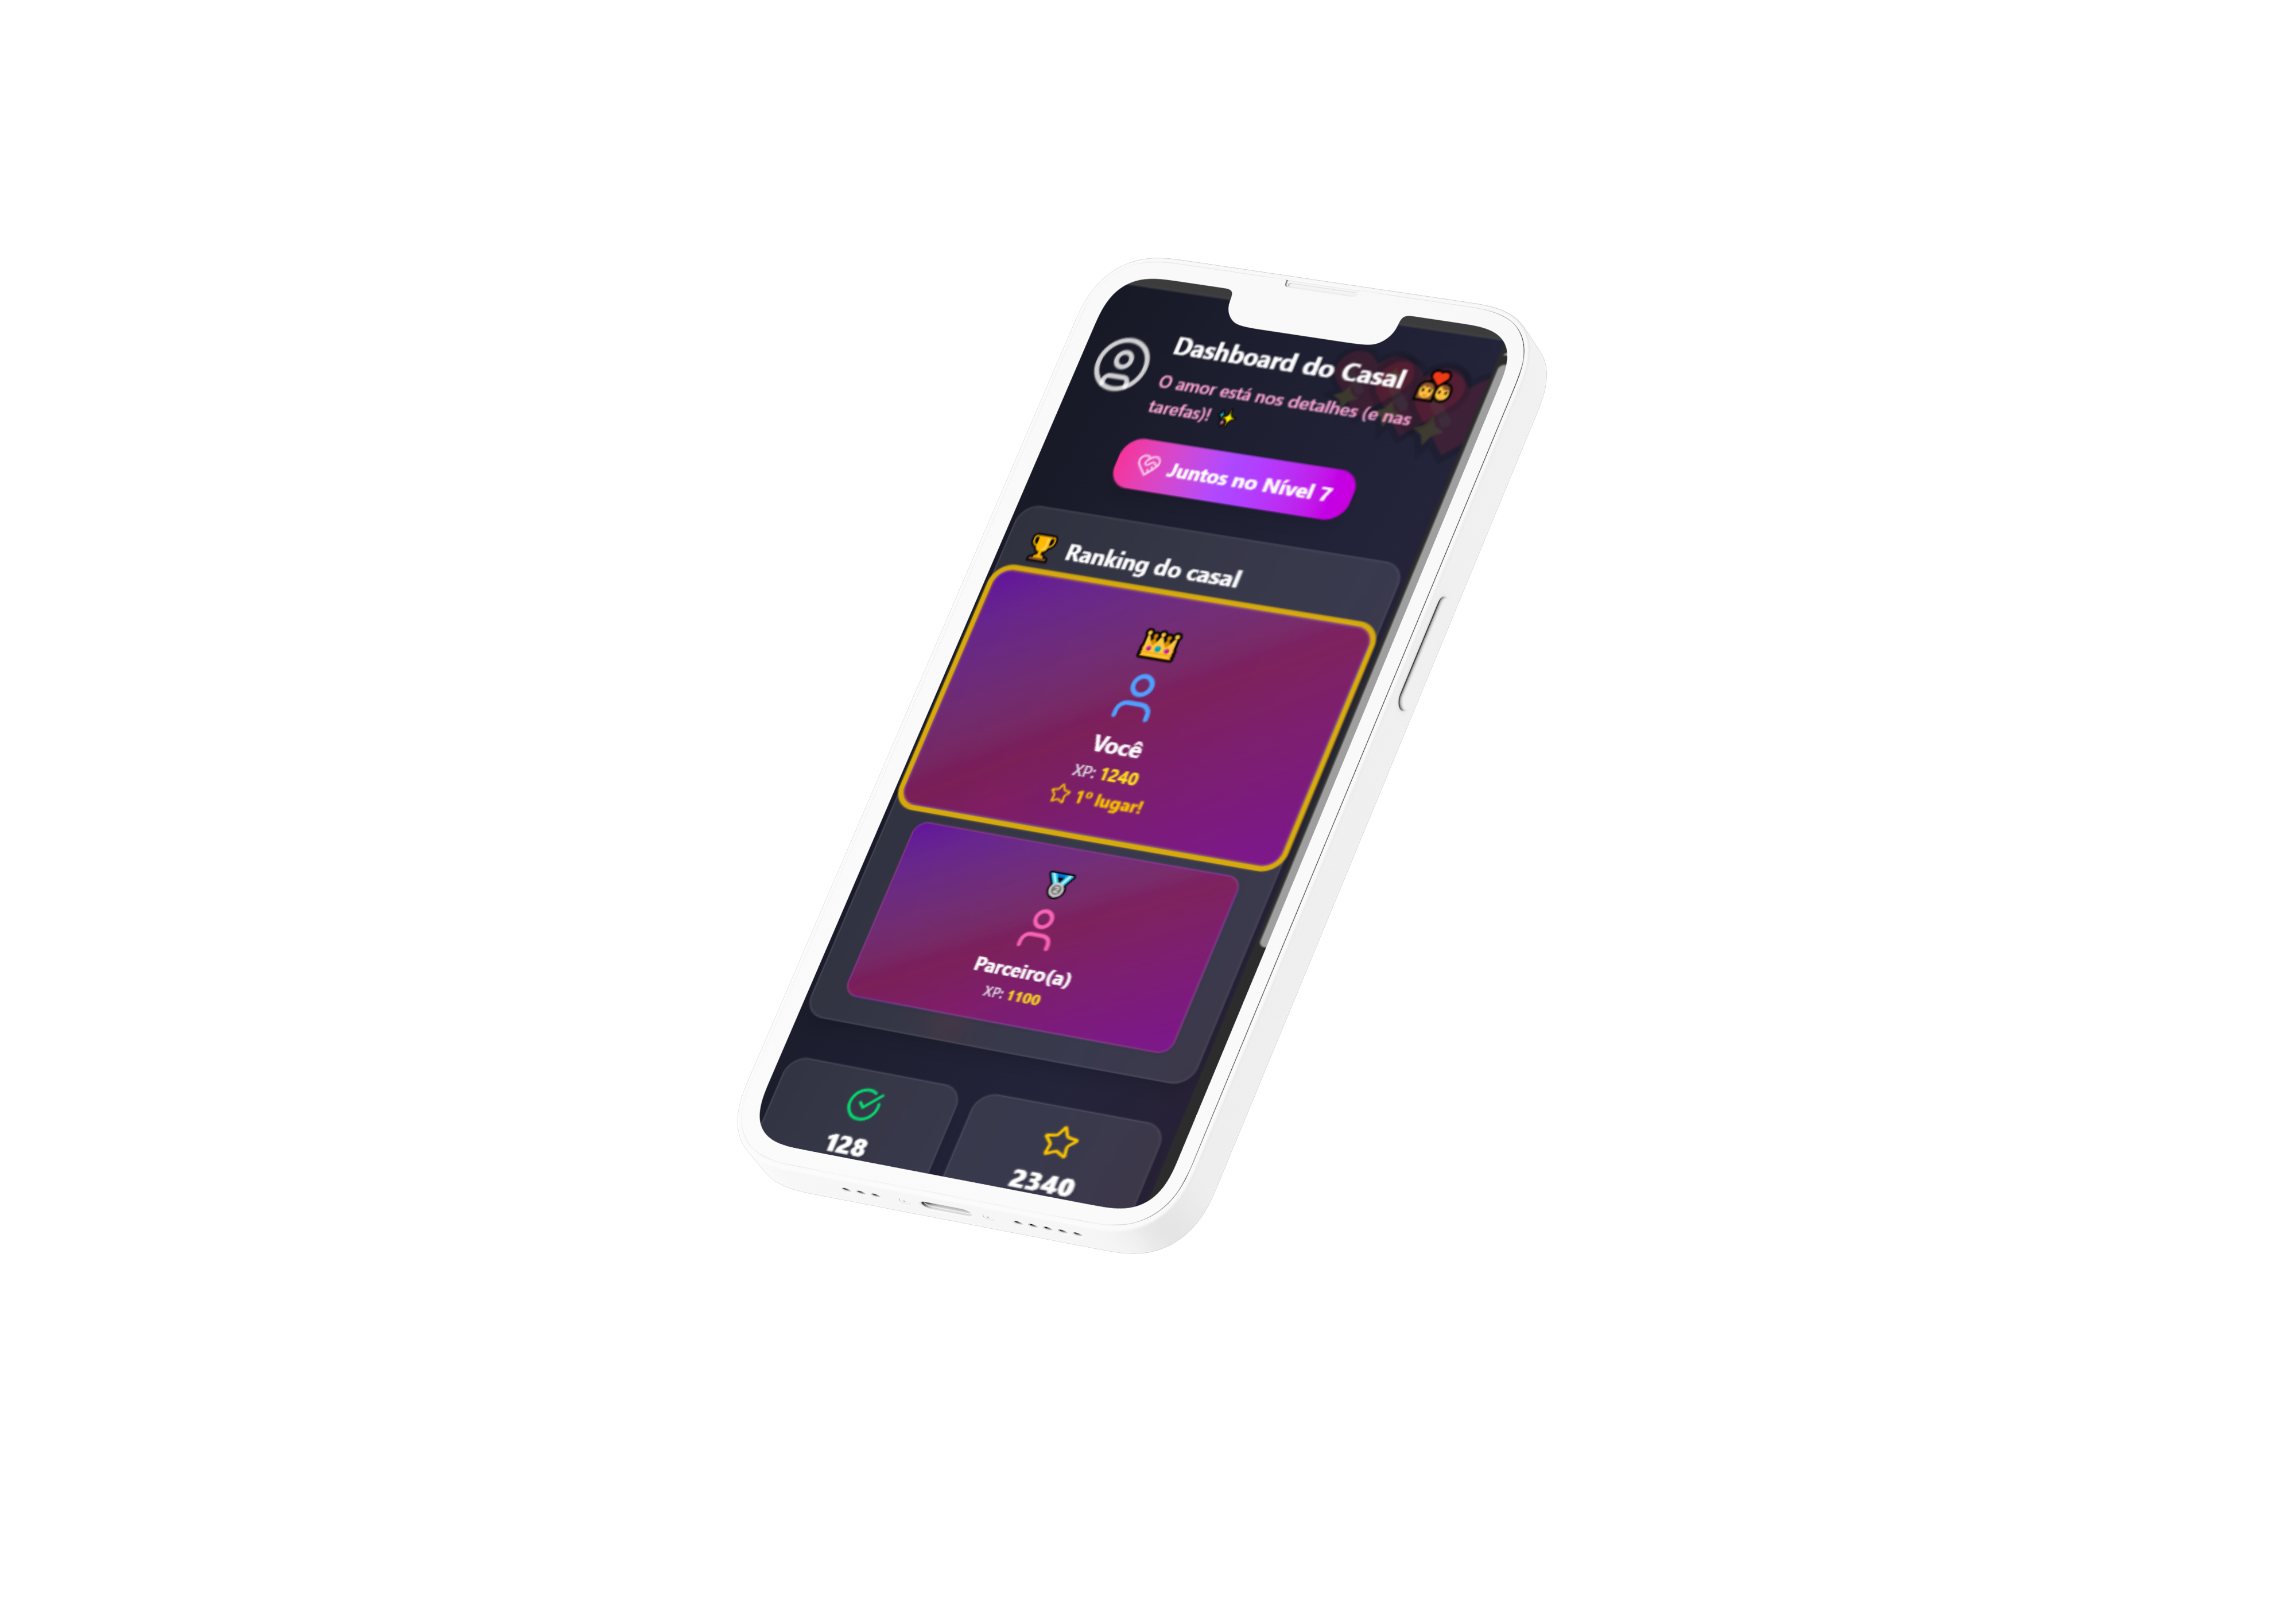 Dashboard do Casal
O amor está nos detalhes (e nas
tarefas)!
Juntos no Nível 7
Ranking do casal
Você
XP: 1240
1º lugar!
2
Parceiro(a)
XP: 1100
128
2340